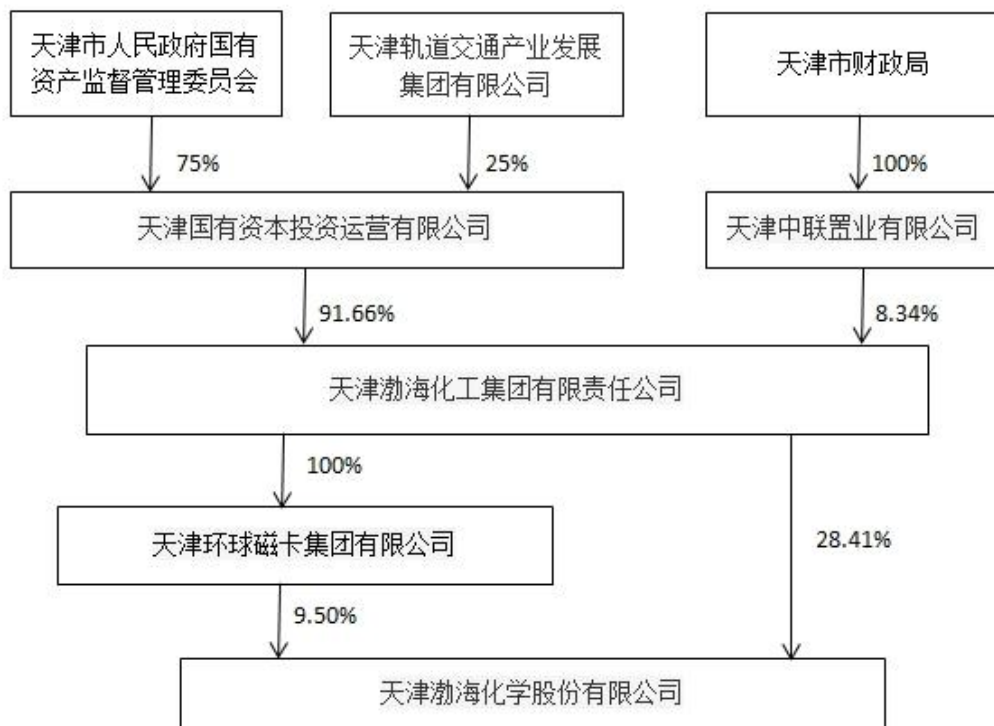 天津市人民政府国有
资产监督管理委员会
天津轨道交通产业发展
集团有限公司
天津市财政局
75%
25%
100%
天津国有资本投资运营有限公司
天津中联置业有限公司
91.66%
8.34%
天津渤海化工集团有限责任公司
100%
天津环球磁卡集团有限公司
28.41%
9.50%
天津渤海化学股份有限公司